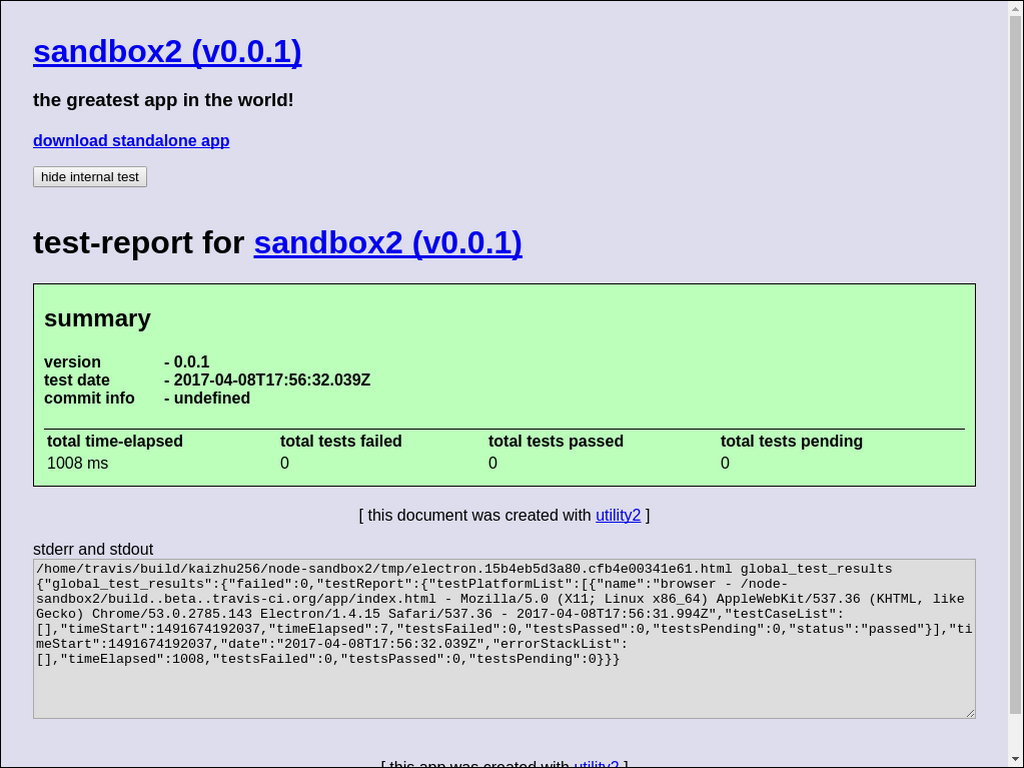 sandbox2 (v0.0.1)
the greatest app in the world!
download standalone app
hide internal test
test-report for sandbox2 (v0.0.1)
summary
version - 0.0.1
test date - 2017-04-08T17:56:32.039Z
commit info - undefined
total time-elapsed total tests failed total tests passed total tests pending
1008 ms 0 0 0
[ this document was created with utility2 ]
stderr and stdout
/home/travis/build/kaizhu256/node-sandbox2/tmp/electron.15b4eb5d3a80.cfb4e00341e61.html global_test_results
{"global_test_results":{"failed":0,"testReport":{"testPlatformList":[{"name":"browser - /node-
sandbox2/build..beta..travis-ci.org/app/index.html - Mozilla/5.0 (X11; Linux x86_64) AppleWebKit/537.36 (KHTML, like
Gecko) Chrome/53.0.2785.143 Electron/1.4.15 Safari/537.36 - 2017-04-08T17:56:31.994Z","testCaseList":
[],"timeStart":1491674192037,"timeElapsed":7,"testsFailed":0,"testsPassed":0,"testsPending":0,"status":"passed"}],"ti
meStart":1491674192037,"date":"2017-04-08T17:56:32.039Z","errorStackList":
[],"timeElapsed":1008,"testsFailed":0,"testsPassed":0,"testsPending":0}}}
[ this app was created with utility2 ]